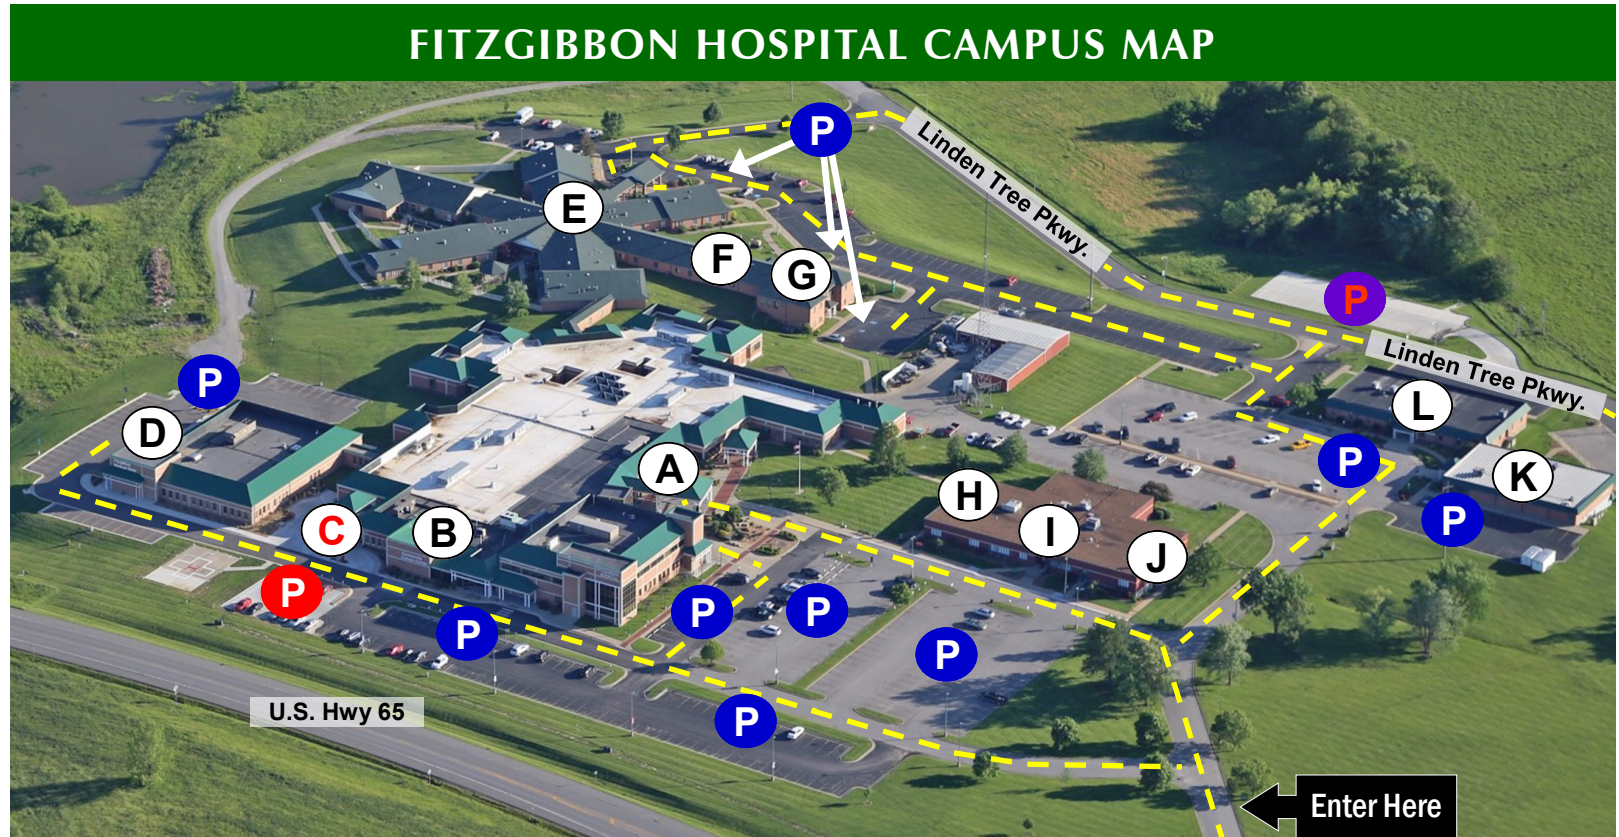 FITZGIBBON HOSPITAL CAMPUS MAP
P
Linden Tree Pkwy.
E
F
G
P
Linden Tree Pkwy.
P
D
L
A
P
K
H
C
B
I
J
P
P
P
P
P
P
U.S. Hwy 65
P
Enter Here